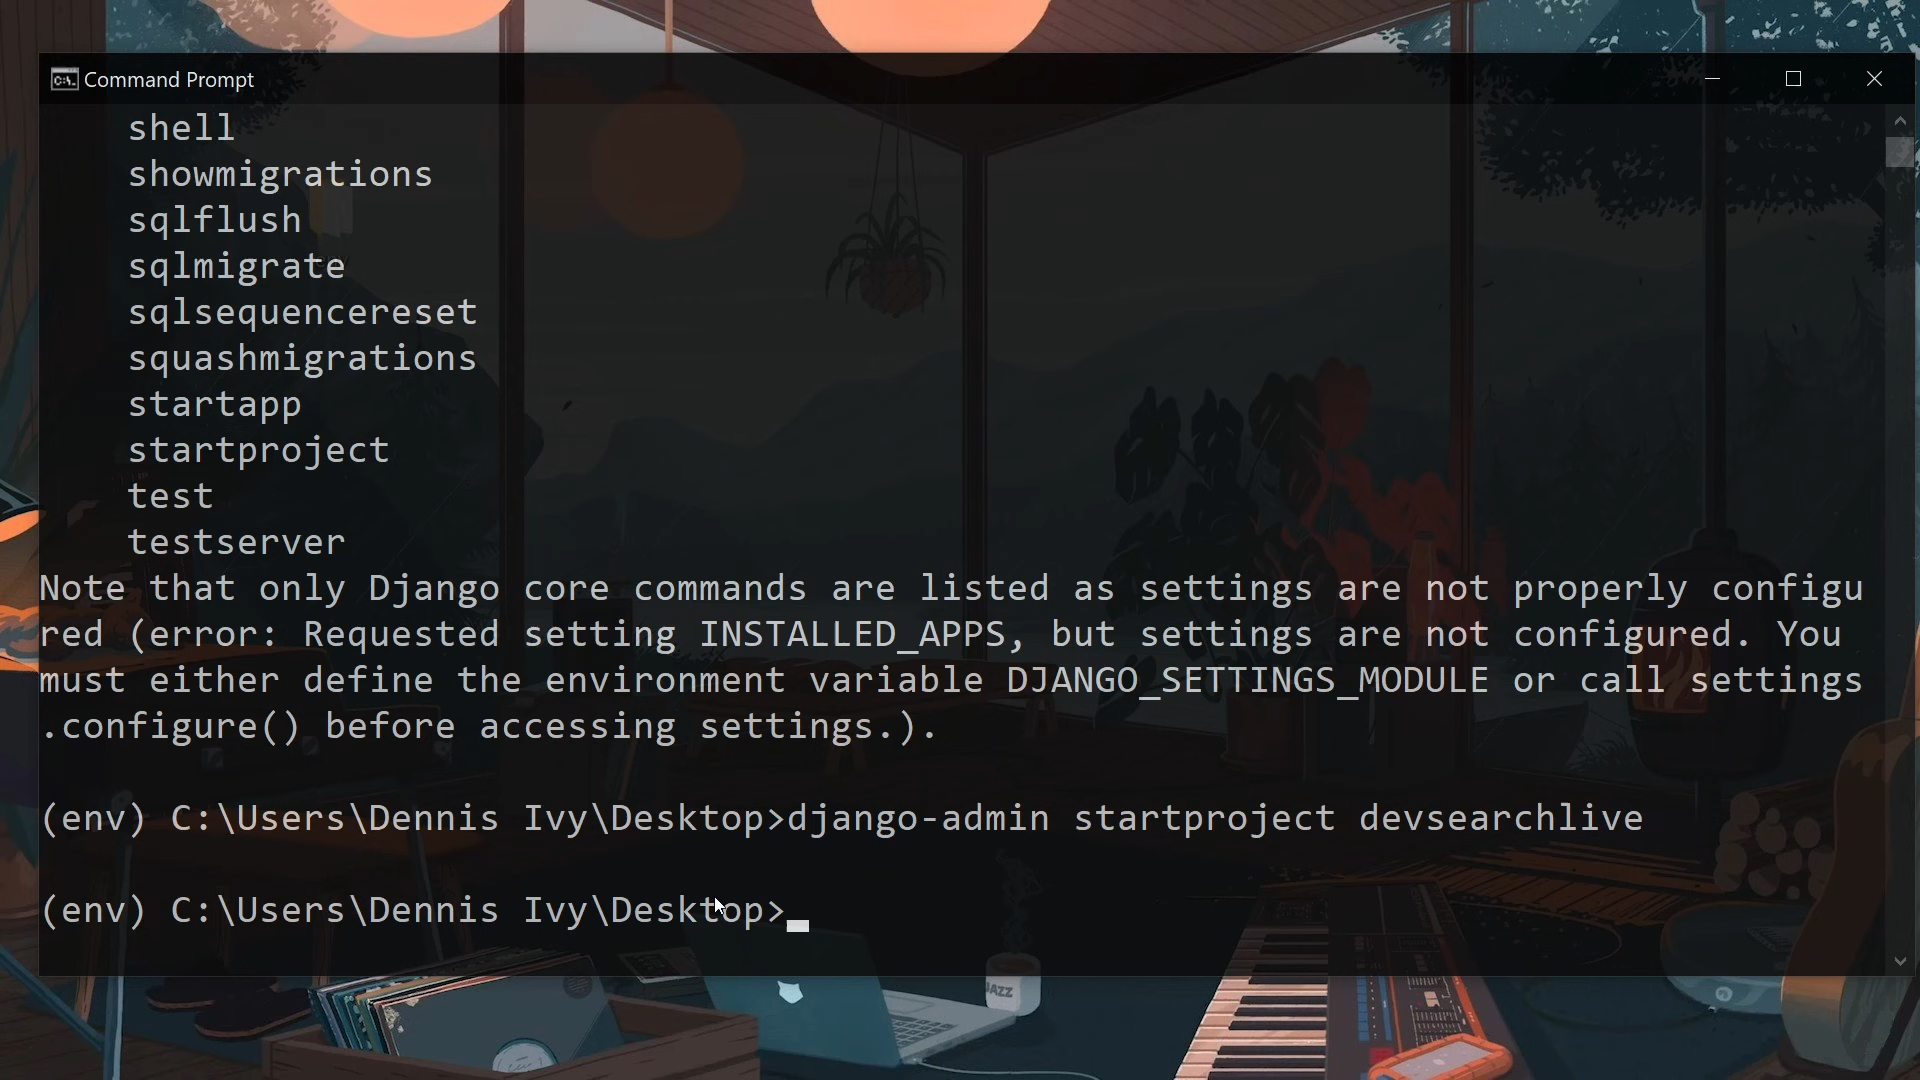 Command Prompt
shell
showmigrations
sqlflush
sqlmigrate
sqlsequencereset
squashmigrations
startapp
startproject
test
testserver
Note that only Django core commands are listed as settings are not properly configu
red (error: Requested setting INSTALLED_APPS, but settings are not configured. You
must either define the environment variable DJANGO_SETTINGS_MODULE or call settings
.configure() before accessing settings.).
(env) C:\Users\Dennis Ivy\Desktop>django-admin startproject devsearchlive
(env) C:\Users\Dennis Ivy\Desktop>
JAZZ